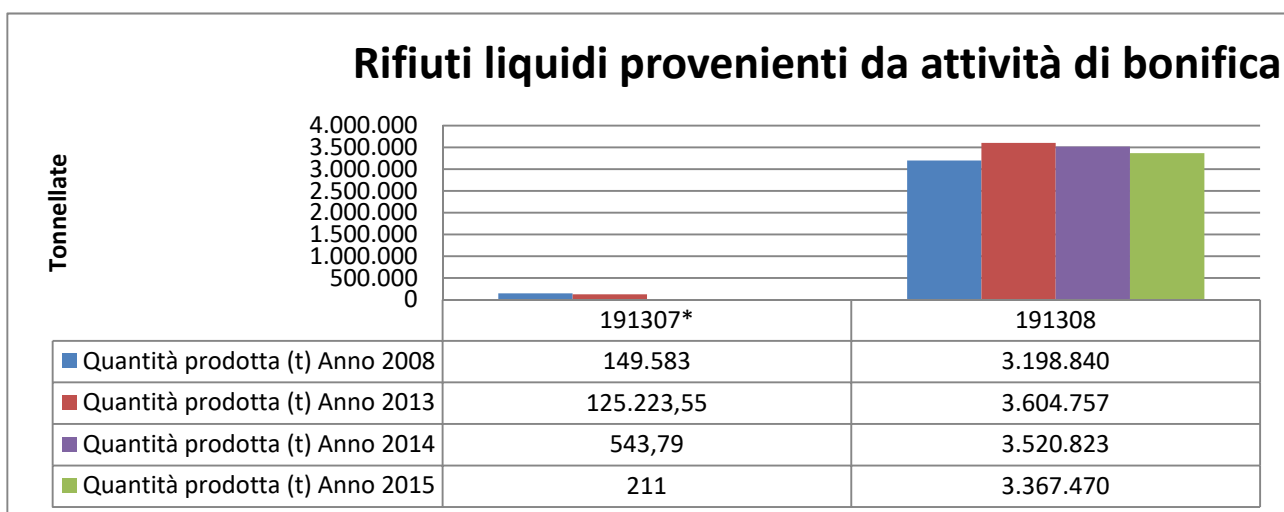 Rifiuti liquidi provenienti da attività di bonifica
Tonnellate
4.000.000
3.500.000
3.000.000
2.500.000
2.000.000
1.500.000
1.000.000
500.000
0
191307* 191308
Quantità prodotta (t) Anno 2008 149.583 3.198.840
Quantità prodotta (t) Anno 2013 125.223,55 3.604.757
Quantità prodotta (t) Anno 2014 543,79 3.520.823
Quantità prodotta (t) Anno 2015 211 3.367.470